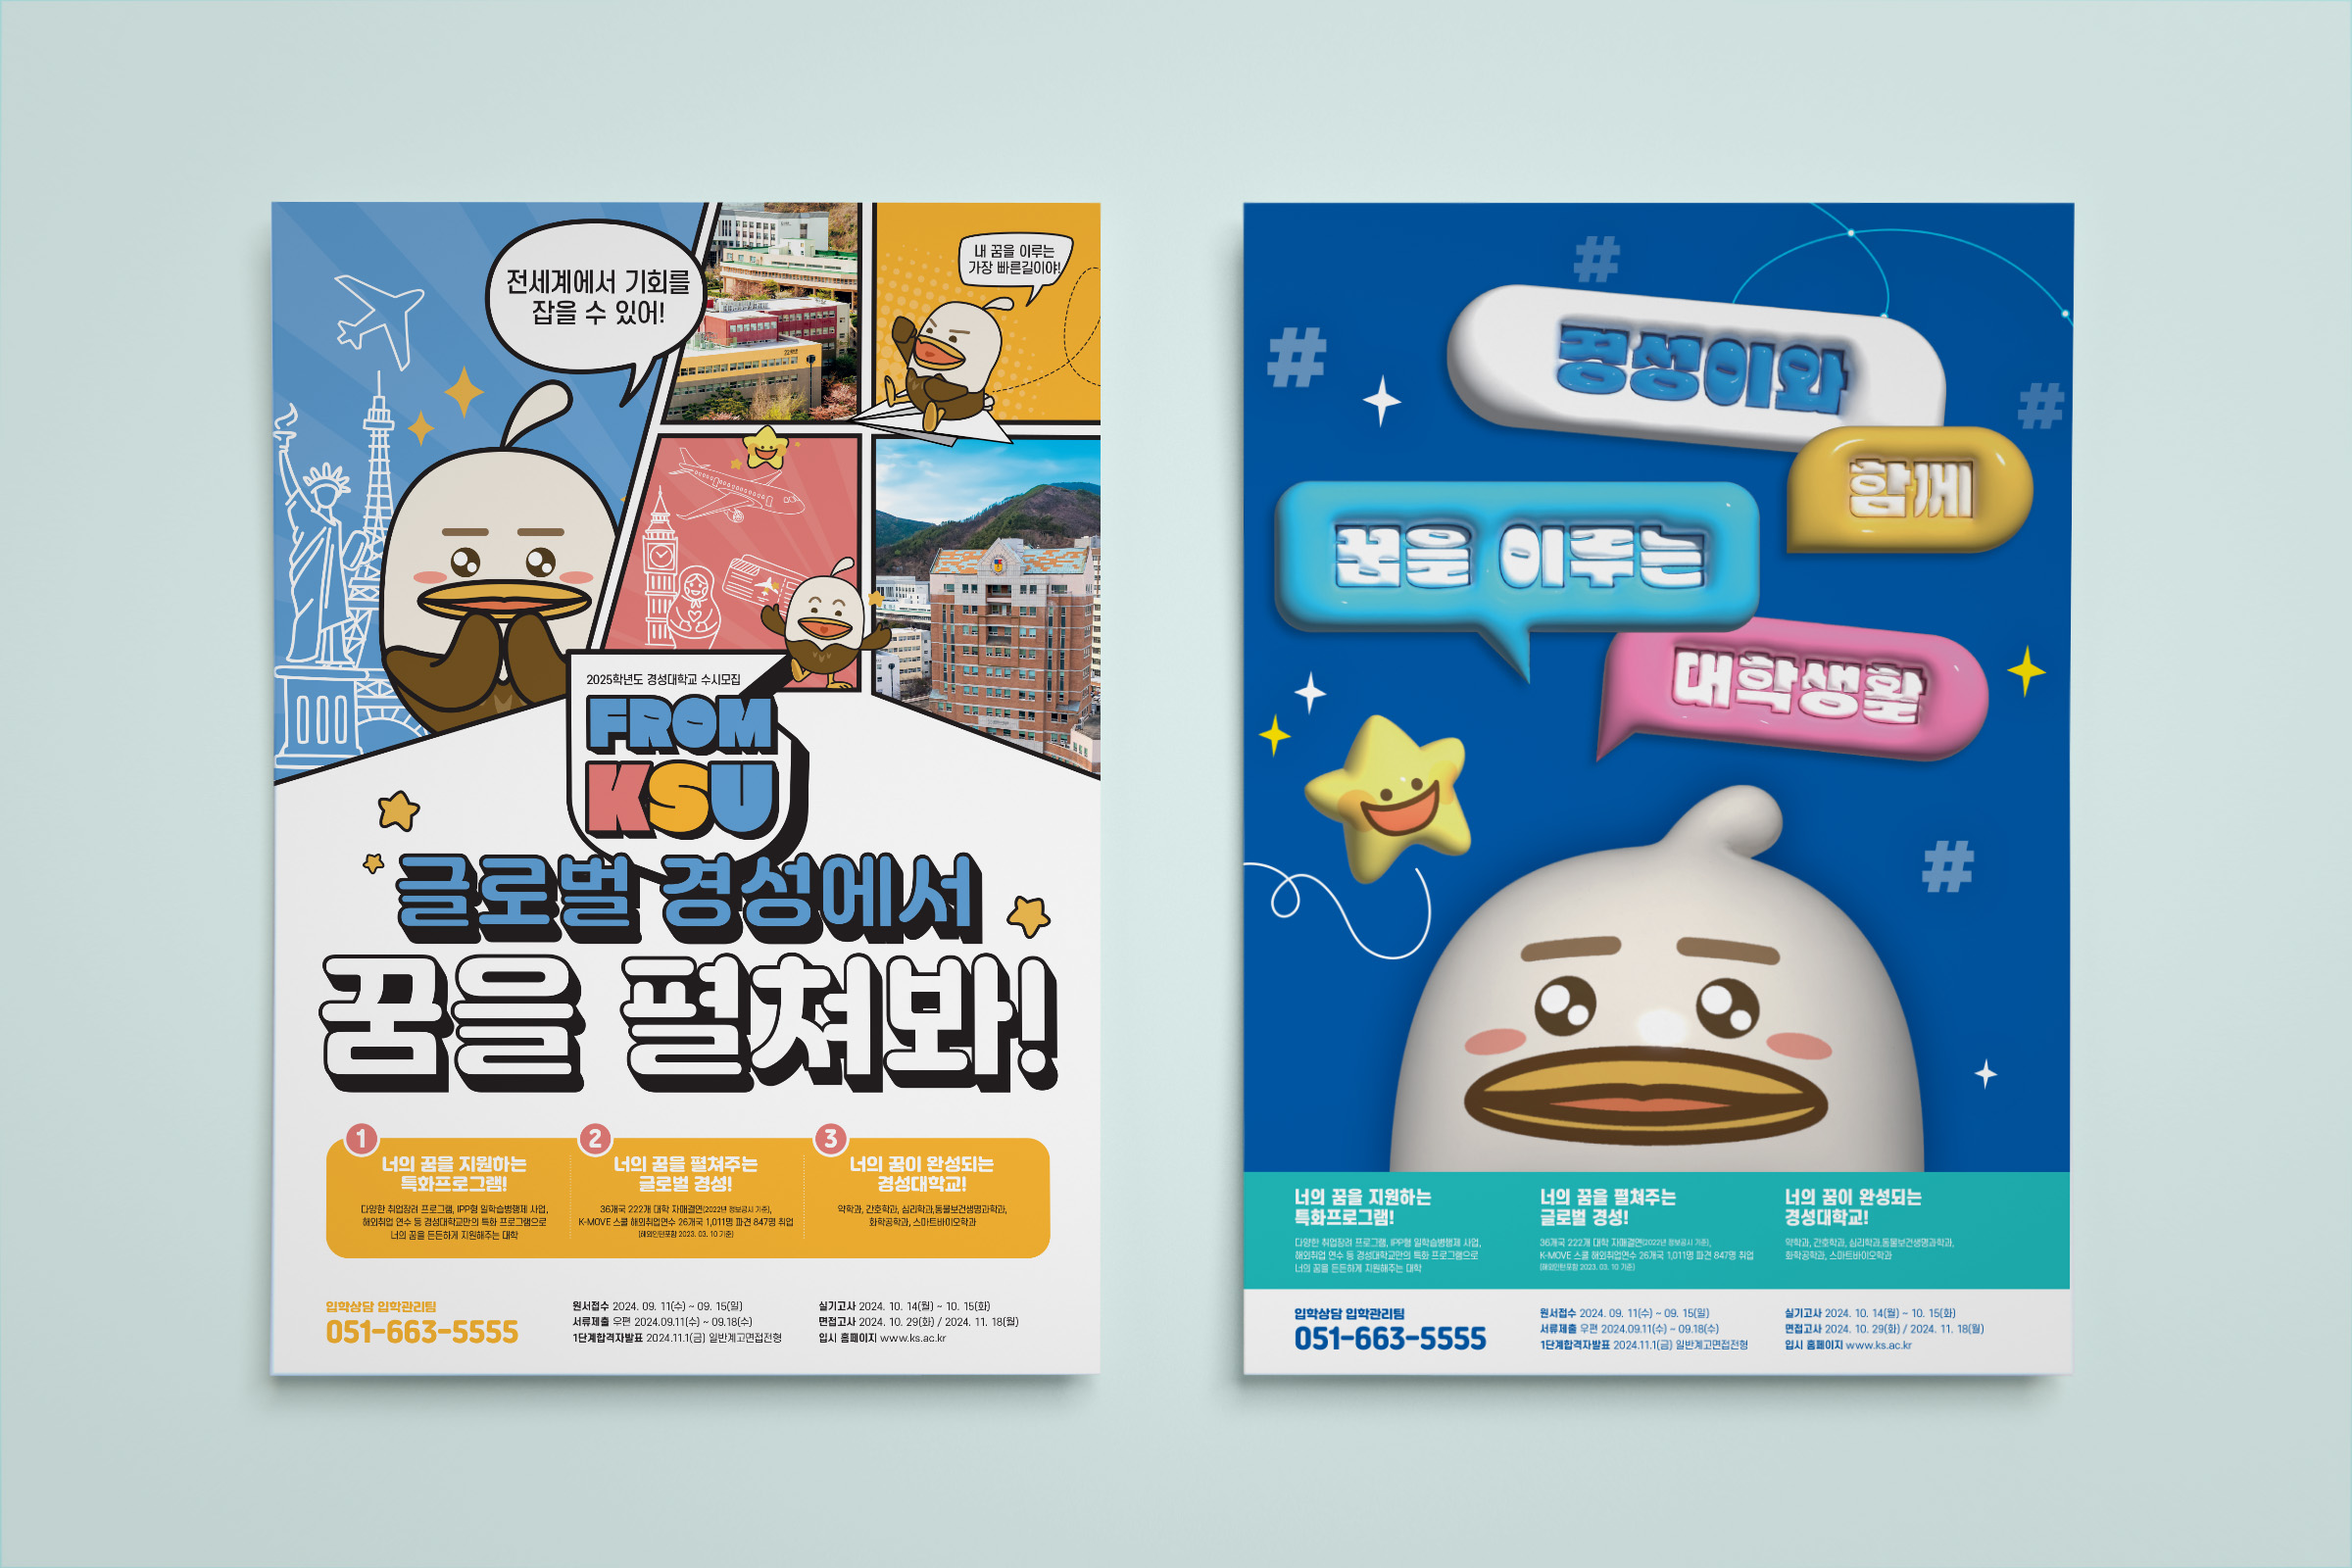 전세계에서 기회를
잡을 수 있어!
내 꿈을 이루는
가장 빠른길이야!
2025학년도 경성대학교 수시모집
FROM
KSU
글로벌 경성에서
꿈을 펼쳐봐!
1
너의 꿈을 지원하는
특화프로그램!
다양한 취업장려 프로그램, IPP형 일학습병행제 사업,
해외취업 연수 등 경성대학교만의 특화 프로그램으로
너의 꿈을 든든하게 지원해주는 대학
2
너의 꿈을 펼쳐주는
글로벌 경성!
36개국 222개 대학 자매결연(2022년 정보공시 기준),
K-MOVE 스쿨 해외취업연수 26개국 1,011명 파견 847명 취업
(해외인턴포함 2023. 03. 10 기준)
3
너의 꿈이 완성되는
경성대학교!
약학과, 간호학과, 심리학과,동물보건생명과학과,
화학공학과, 스마트바이오학과
입학상담 입학관리팀
051-663-5555
원서접수 2024. 09. 11(수) ~ 09. 15(일)
서류제출 우편 2024.09.11(수) ~ 09.18(수)
1단계합격자발표 2024.11.1(금) 일반계고면접전형
실기고사 2024. 10. 14(월) ~ 10. 15(화)
면접고사 2024. 10. 29(화) / 2024. 11. 18(월)
입시 홈페이지 www.ks.ac.kr
경성이와
함께
꿈을 이루는
대학생활
너의 꿈을 지원하는
특화프로그램!
다양한 취업장려 프로그램, IPP형 일학습병행제 사업,
해외취업 연수 등 경성대학교만의 특화 프로그램으로
너의 꿈을 든든하게 지원해주는 대학
너의 꿈을 펼쳐주는
글로벌 경성!
36개국 222개 대학 자매결연(2022년 정보공시 기준),
K-MOVE 스쿨 해외취업연수 26개국 1,011명 파견 847명 취업
(해외인턴포함 2023. 03. 10 기준)
너의 꿈이 완성되는
경성대학교!
약학과, 간호학과, 심리학과,동물보건생명과학과,
화학공학과, 스마트바이오학과
입학상담 입학관리팀
051-663-5555
원서접수 2024. 09. 11(수) ~ 09. 15(일)
서류제출 우편 2024.09.11(수) ~ 09.18(수)
1단계합격자발표 2024.11.1(금) 일반계고면접전형
실기고사 2024. 10. 14(월) ~ 10. 15(화)
면접고사 2024. 10. 29(화) / 2024. 11. 18(월)
입시 홈페이지 www.ks.ac.kr